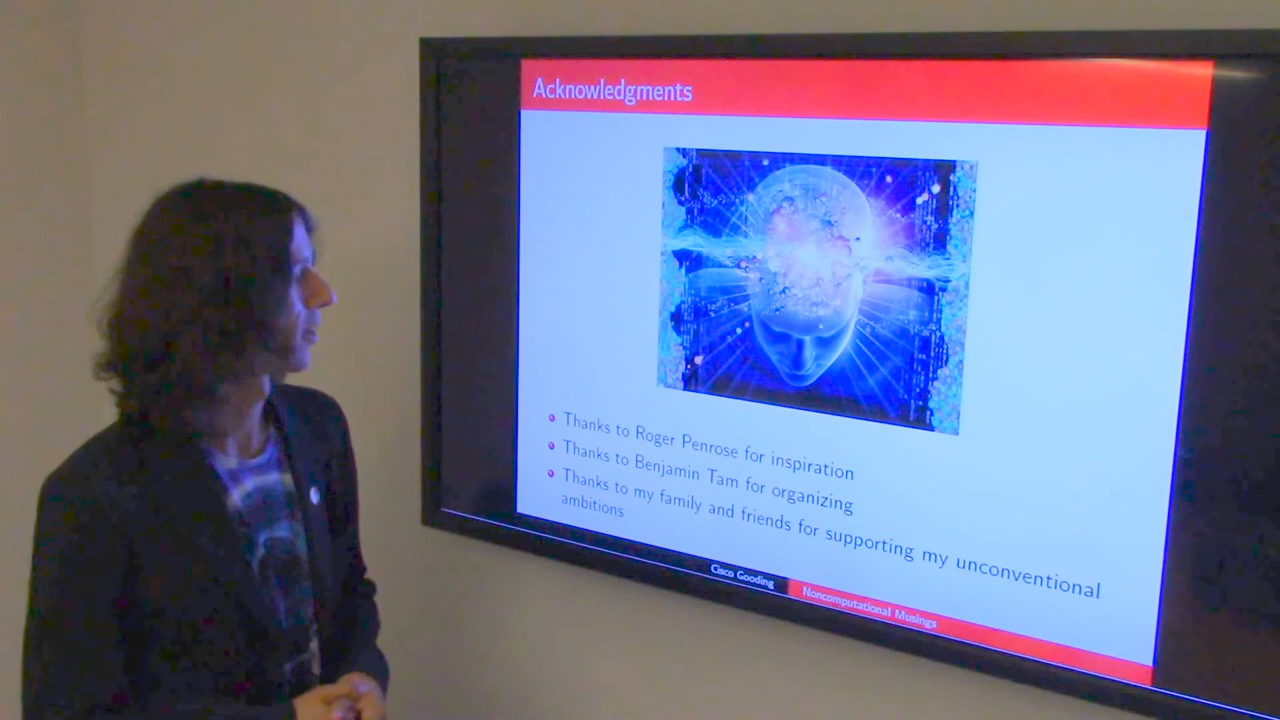 Acknowledgments
Thanks to Roger Penrose for inspiration
Thanks to Benjamin Tam for organizing
Thanks to my family and friends for supporting my unconventional
ambitions
Cisco Gooding
Noncomputational Musings